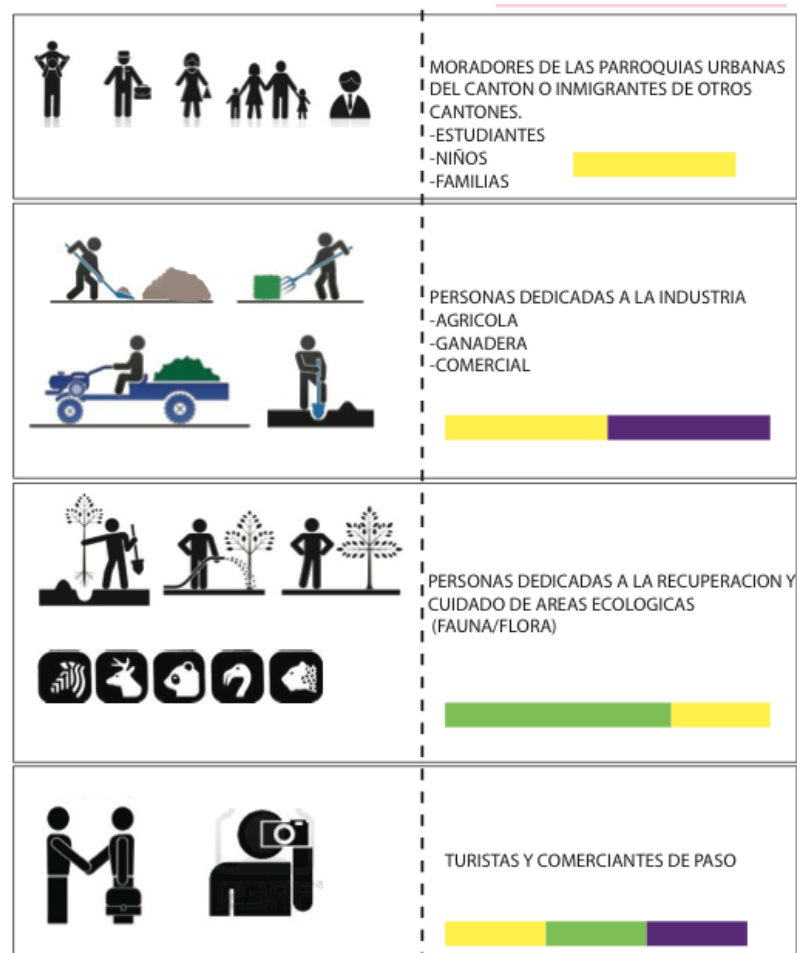 MORADORES DE LAS PARROQUIAS URBANAS
DEL CANTON O INMIGRANTES DE OTROS
CANTONES.
-ESTUDIANTES
-NIÑOS
-FAMILIAS
PERSONAS DEDICADAS A LA INDUSTRIA
-AGRICOLA
-GANADERA
-COMERCIAL
PERSONAS DEDICADAS A LA RECUPERACION Y
CUIDADO DE AREAS ECOLOGICAS
(FAUNA/FLORA)
TURISTAS Y COMERCIANTES DE PASO